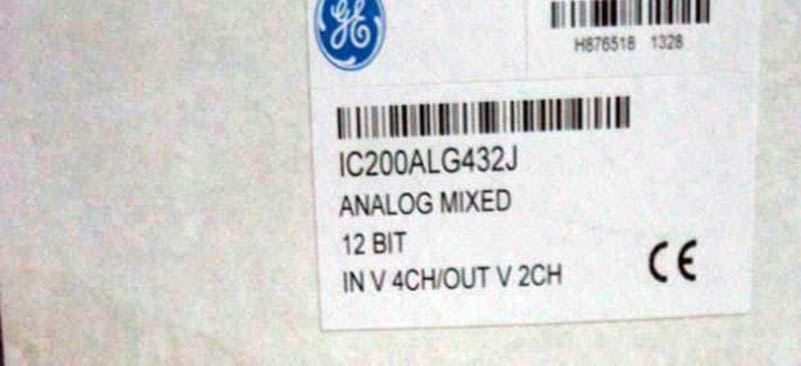 GE
H876518 1328
IC200ALG432J
ANALOG MIXED
12 BIT
IN V 4CH/OUT V 2CH
CE